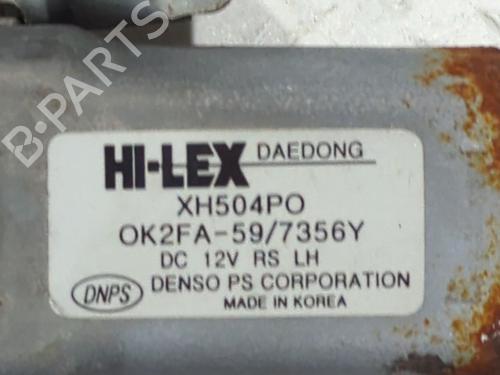 B-PARTS
HI-LEX DAEDONG
XH504PO
OK2FA-59/7356Y
DC 12V RS LH
DNPS DENSO PS CORPORATION
MADE IN KOREA